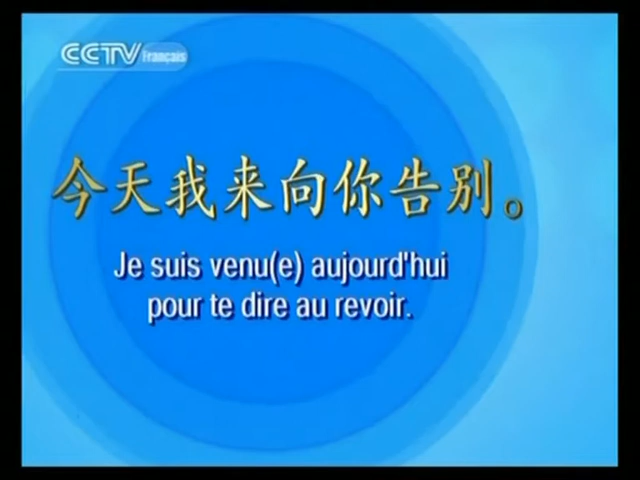 CCTV Français
今天我来向你告别。
Je suis venu(e) aujourd'hui
pour te dire au revoir.